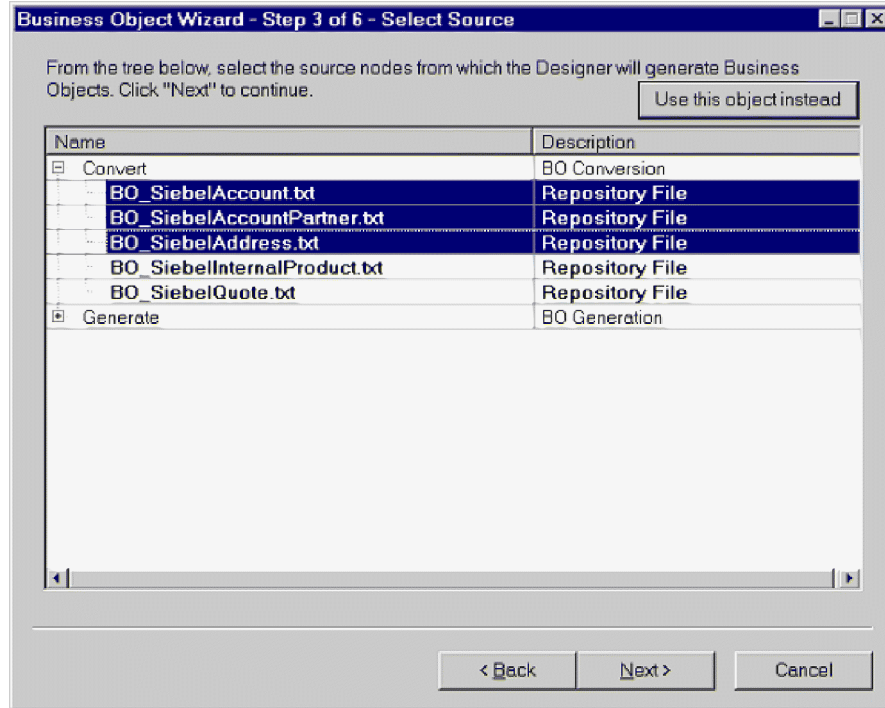 Business Object Wizard - Step 3 of 6 - Select Source
From the tree below, select the source nodes from which the Designer will generate Business
Objects. Click "Next" to continue.
Use this object instead
Name Description
Convert BO Conversion
BO_SiebelAccount.txt Repository File
BO_SiebelAccountPartner.txt Repository File
BO_SiebelAddress.txt Repository File
BO_SiebelInternalProduct.txt Repository File
BO_SiebelQuote.txt Repository File
Generate BO Generation
< Back Next > Cancel